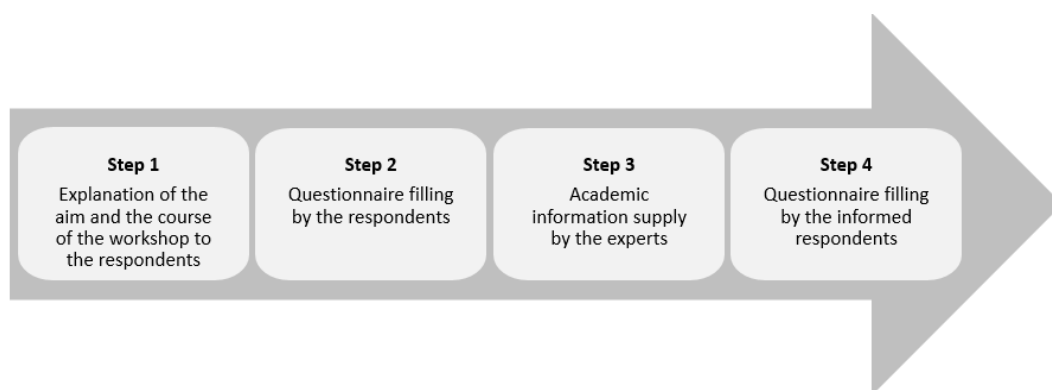 Step 1
Explanation of the
aim and the course
of the workshop to
the respondents
Step 2
Questionnaire filling
by the respondents
Step 3
Academic
information supply
by the experts
Step 4
Questionnaire filling
by the informed
respondents